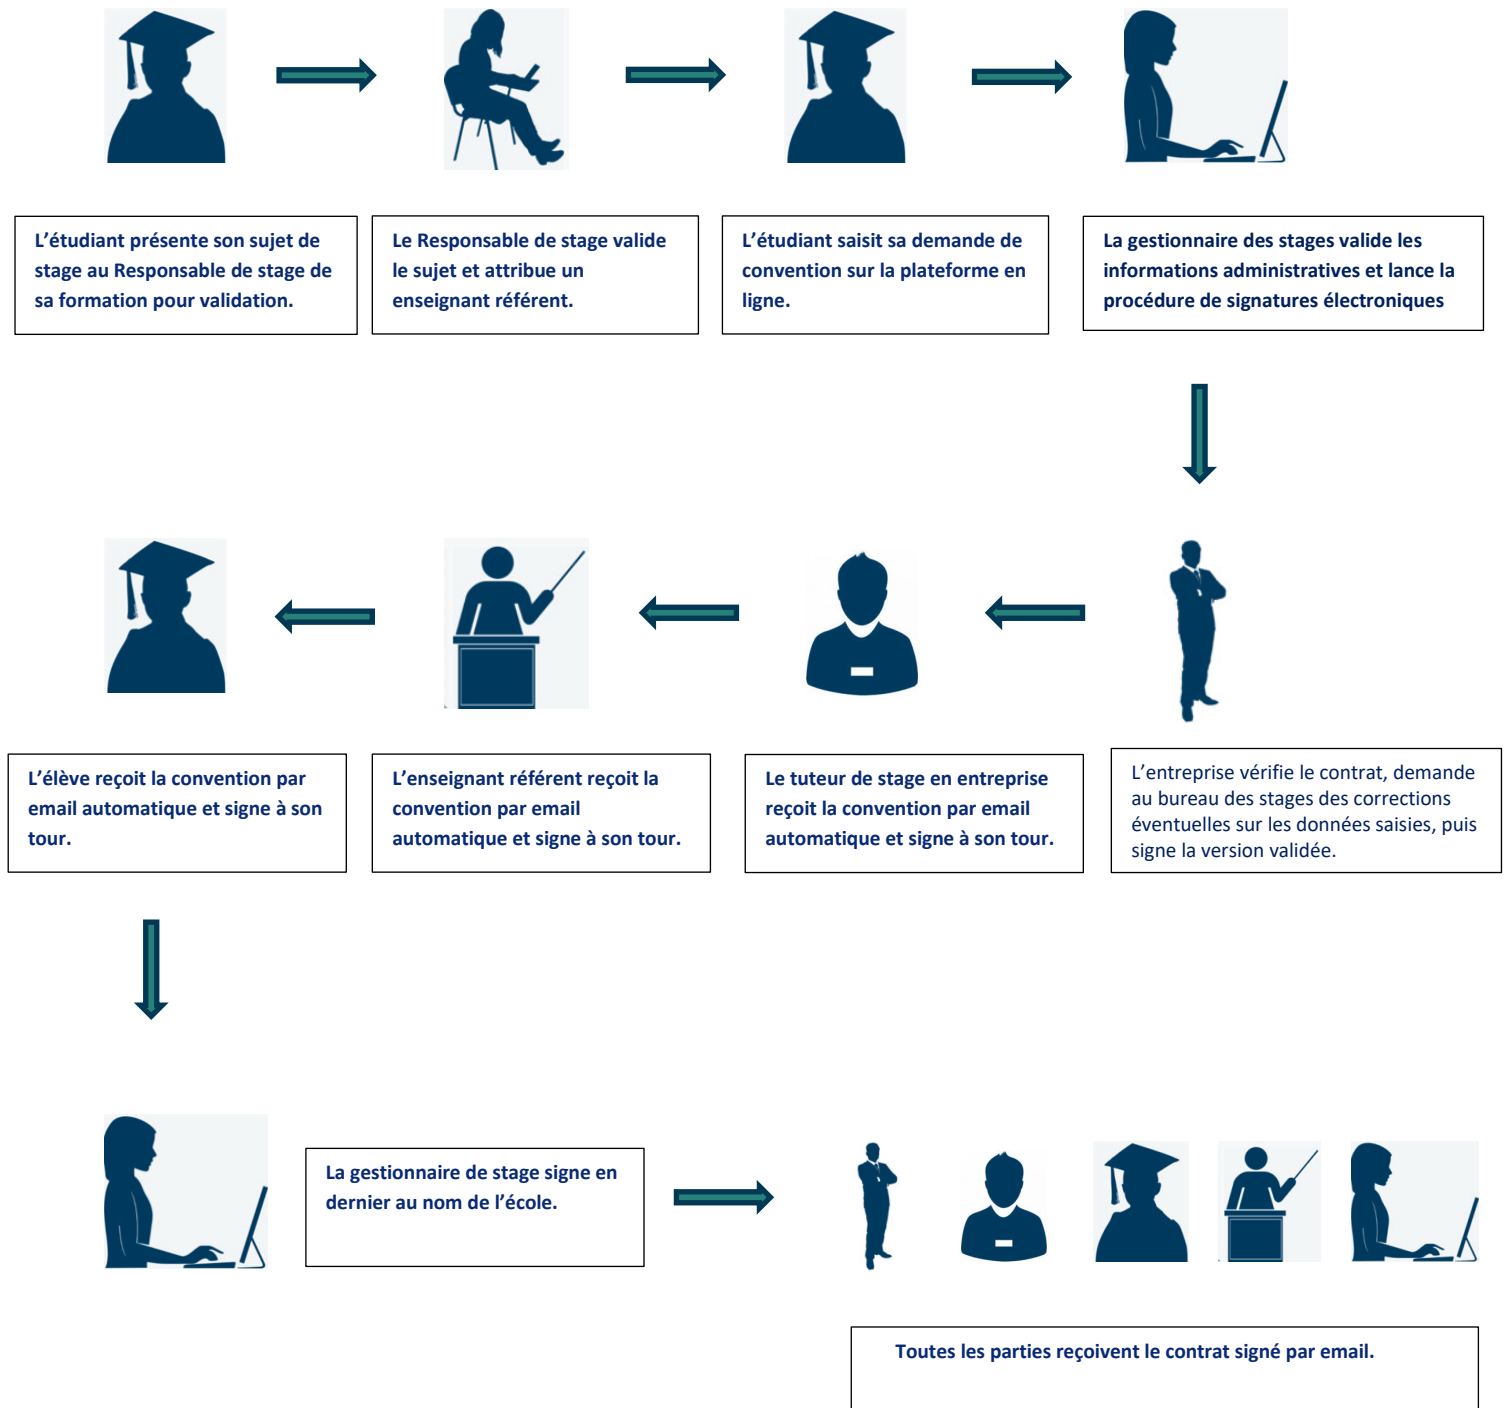 L’étudiant présente son sujet de
stage au Responsable de stage de
sa formation pour validation.
Le Responsable de stage valide
le sujet et attribue un
enseignant référent.
L’étudiant saisit sa demande de
convention sur la plateforme en
ligne.
La gestionnaire des stages valide les
informations administratives et lance la
procédure de signatures électroniques
L’entreprise vérifie le contrat, demande
au bureau des stages des corrections
éventuelles sur les données saisies, puis
signe la version validée.
Le tuteur de stage en entreprise
reçoit la convention par email
automatique et signe à son tour.
L’enseignant référent reçoit la
convention par email
automatique et signe à son tour.
L’élève reçoit la convention par
email automatique et signe à son
tour.
La gestionnaire de stage signe en
dernier au nom de l’école.
Toutes les parties reçoivent le contrat signé par email.